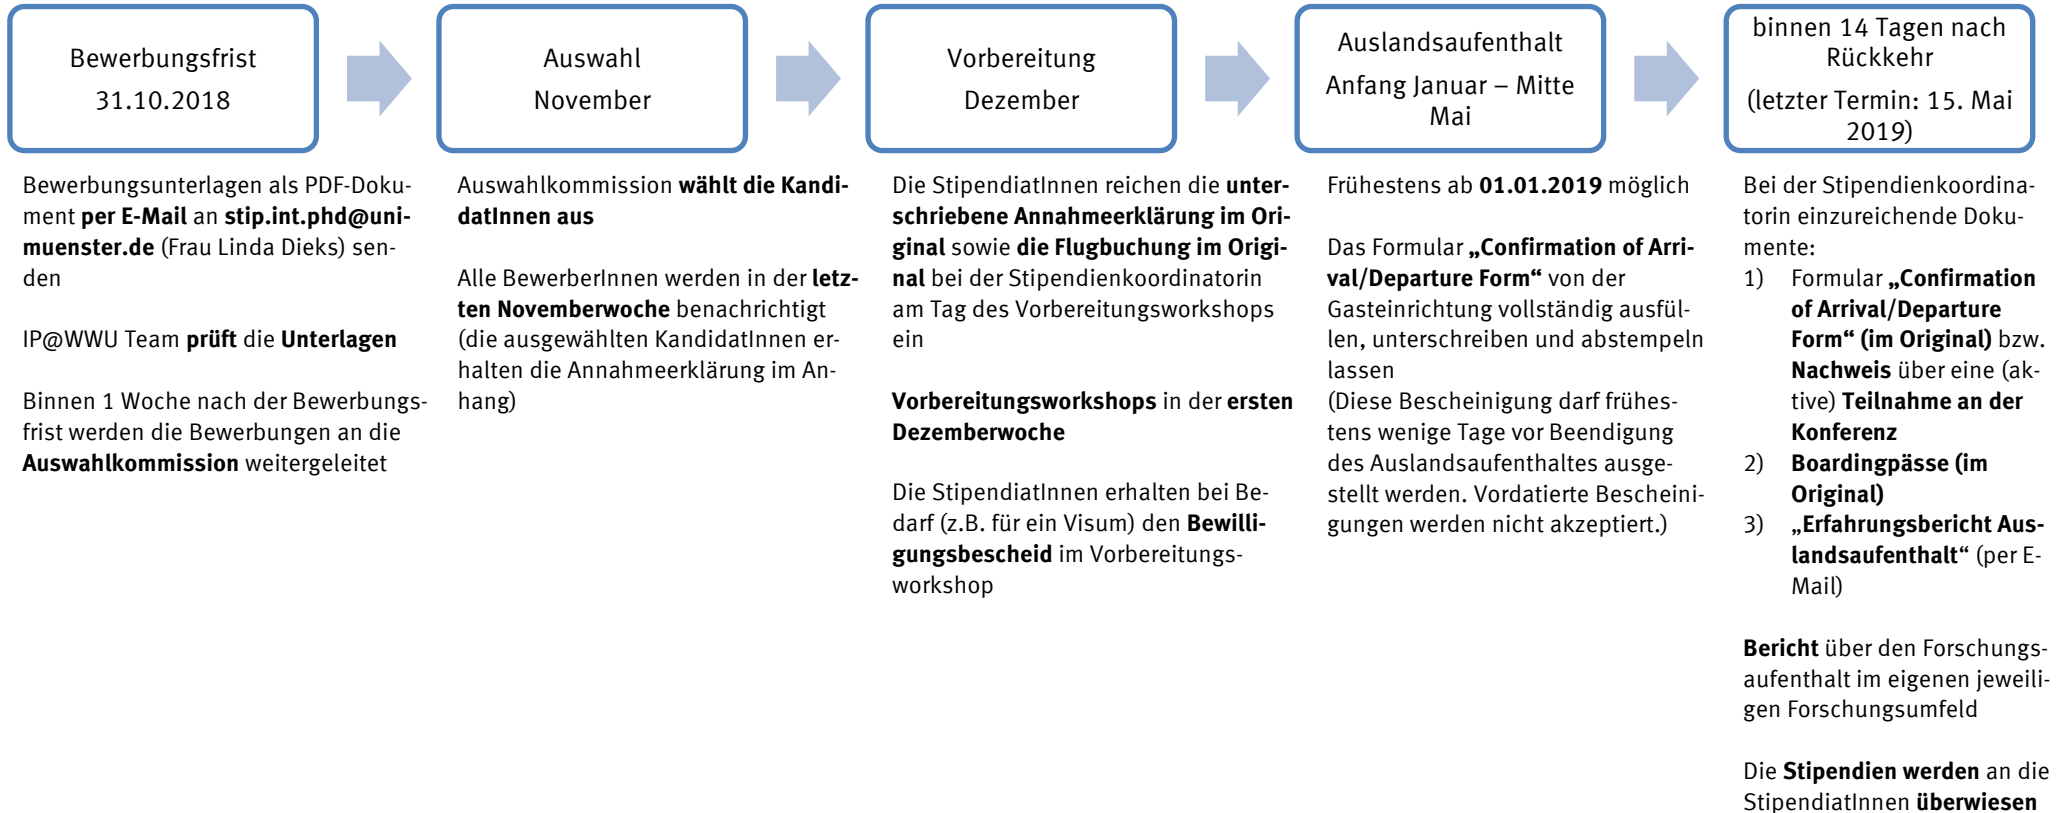 Bewerbungsfrist
31.10.2018
Auswahl
November
Vorbereitung
Dezember
Auslandsaufenthalt
Anfang Januar – Mitte
Mai
binnen 14 Tagen nach
Rückkehr
(letzter Termin: 15. Mai
2019)
Bewerbungsunterlagen als PDF-Doku-
ment per E-Mail an stip.int.phd@uni-
muenster.de (Frau Linda Dieks) sen-
den
IP@WWU Team prüft die Unterlagen
Binnen 1 Woche nach der Bewerbungs-
frist werden die Bewerbungen an die
Auswahlkommission weitergeleitet
Auswahlkommission wählt die Kandi-
datInnen aus
Alle BewerberInnen werden in der letz-
ten Novemberwoche benachrichtigt
(die ausgewählten KandidatInnen er-
halten die Annahmeerklärung im An-
hang)
Die StipendiatInnen reichen die unter-
schriebene Annahmeerklärung im Ori-
ginal sowie die Flugbuchung im Origi-
nal bei der Stipendienkoordinatorin
am Tag des Vorbereitungsworkshops
ein
Vorbereitungsworkshops in der ersten
Dezemberwoche
Die StipendiatInnen erhalten bei Be-
darf (z.B. für ein Visum) den Bewilli-
gungsbescheid im Vorbereitungs-
workshop
Frühestens ab 01.01.2019 möglich
Das Formular „Confirmation of Arri-
val/Departure Form“ von der
Gasteinrichtung vollständig ausfül-
len, unterschreiben und abstempeln
lassen
(Diese Bescheinigung darf frühes-
tens wenige Tage vor Beendigung
des Auslandsaufenthaltes ausge-
stellt werden. Vordatierte Bescheini-
gungen werden nicht akzeptiert.)
Bei der Stipendienkoordina-
torin einzureichende Doku-
mente:
1) Formular „Confirmation
of Arrival/Departure
Form“ (im Original) bzw.
Nachweis über eine (ak-
tive) Teilnahme an der
Konferenz
2) Boardingpässe (im
Original)
3) „Erfahrungsbericht Aus-
landsaufenthalt“ (per E-
Mail)
Bericht über den Forschungs-
aufenthalt im eigenen jeweili-
gen Forschungsumfeld
Die Stipendien werden an die
StipendiatInnen überwiesen